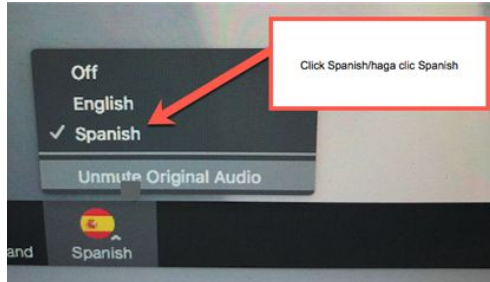 Off
Click Spanish/haga clic Spanish
English
✓ Spanish
Unmute Original Audio
and
Spanish